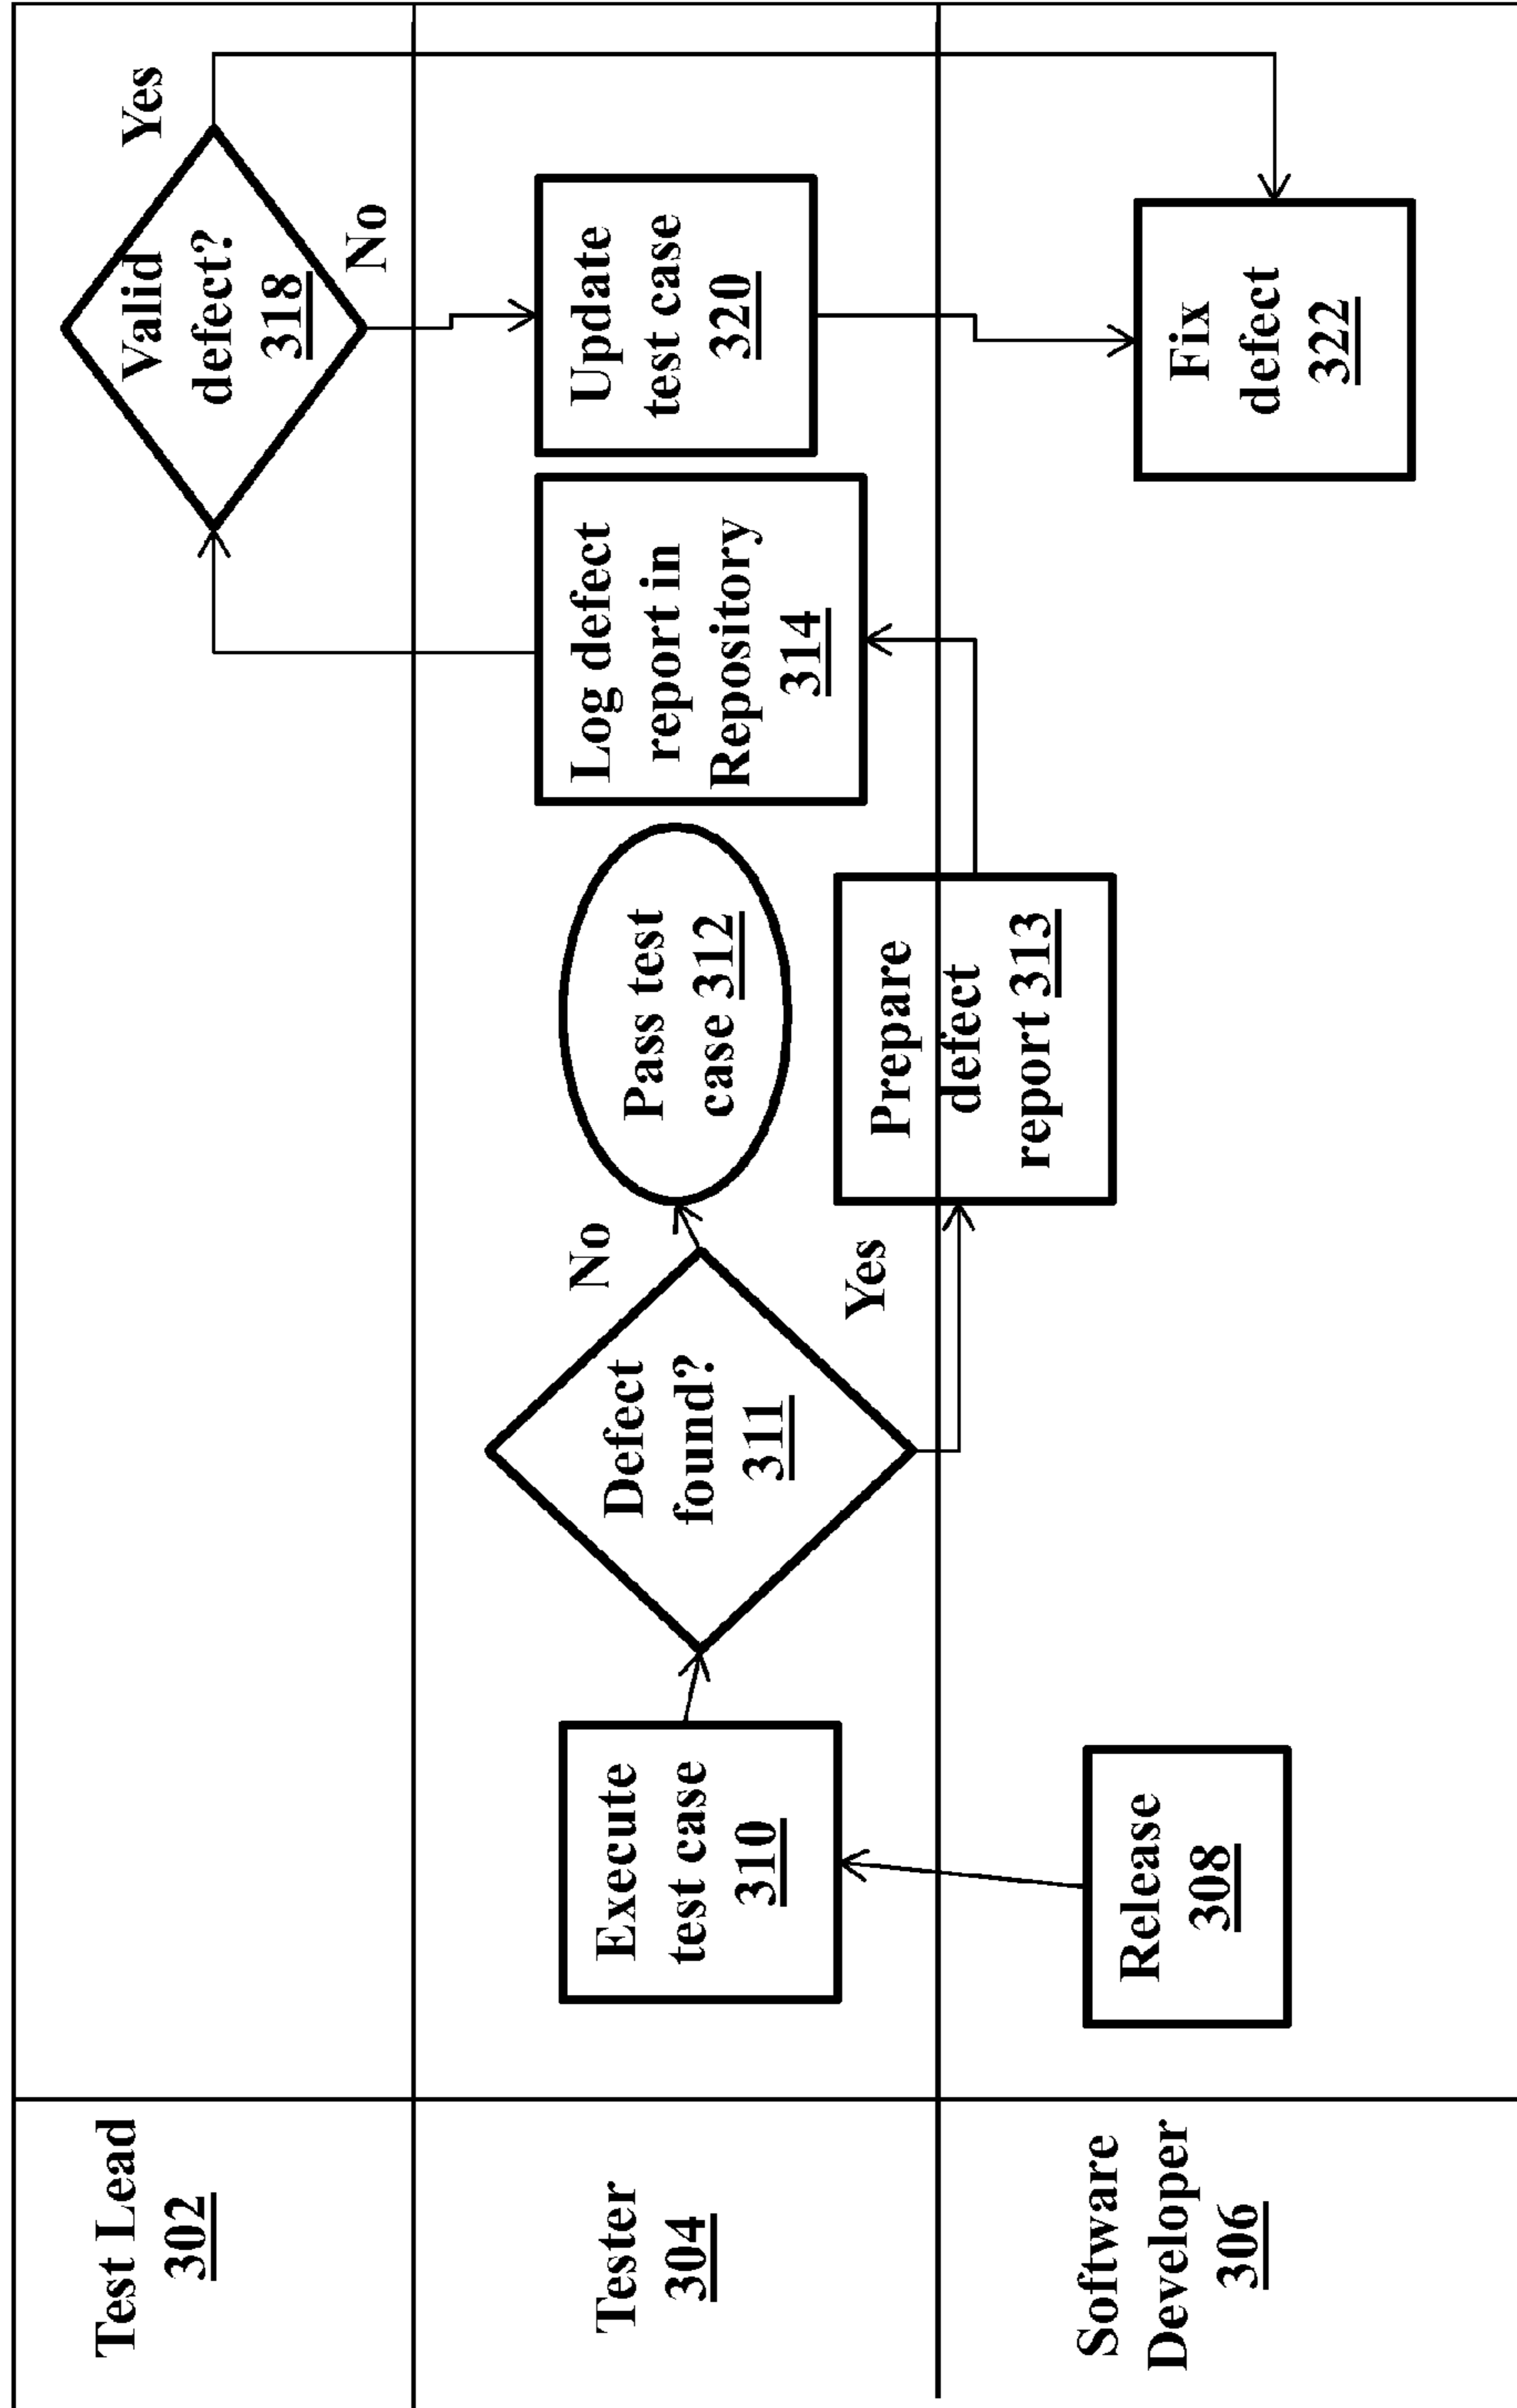 Test Lead
302
Tester
304
Software
Developer
306
Release
308
Execute
test case
310
Defect
found?
311
No
Yes
Pass test
case 312
Prepare
defect
report 313
Log defect
report in
Repository
314
Valid
defect?
318
Yes
No
Update
test case
320
Fix
defect
322